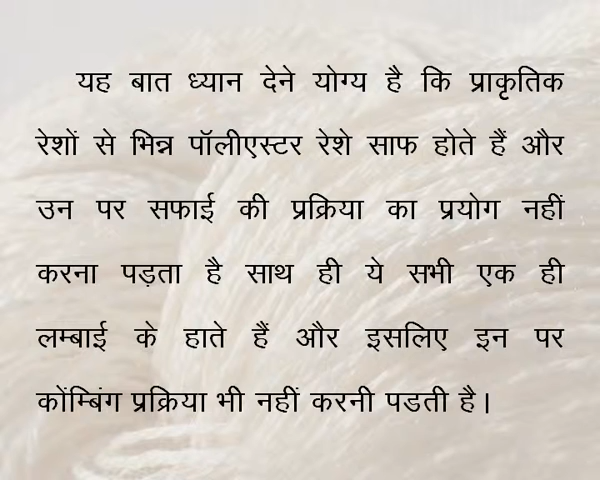 यह बात ध्यान देने योग्य है कि प्राकृतिक
रेशों से भिन्न पॉलीएस्टर रेशे साफ होते हैं और
उन पर सफाई की प्रक्रिया का प्रयोग नहीं
करना पड़ता है साथ ही ये सभी एक ही
लम्बाई के हाते हैं और इसलिए इन पर
कोंम्बिंग प्रक्रिया भी नहीं करनी पडती है।